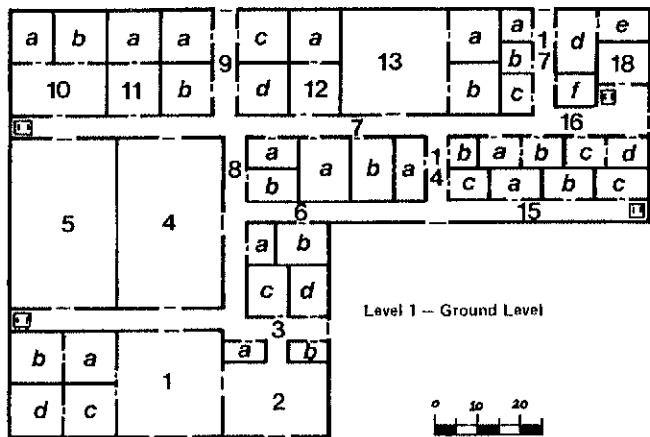 a b a a c a a a 1 d e
b
10 11 b 9 d 12 13 b c 7 f 18
7 16
a b a b c d
8 a b a 1 4
b c a b c
5 4 6 15
a b
c d
Level 1 – Ground Level
3
b a a b
1
d c 2
0 10 20